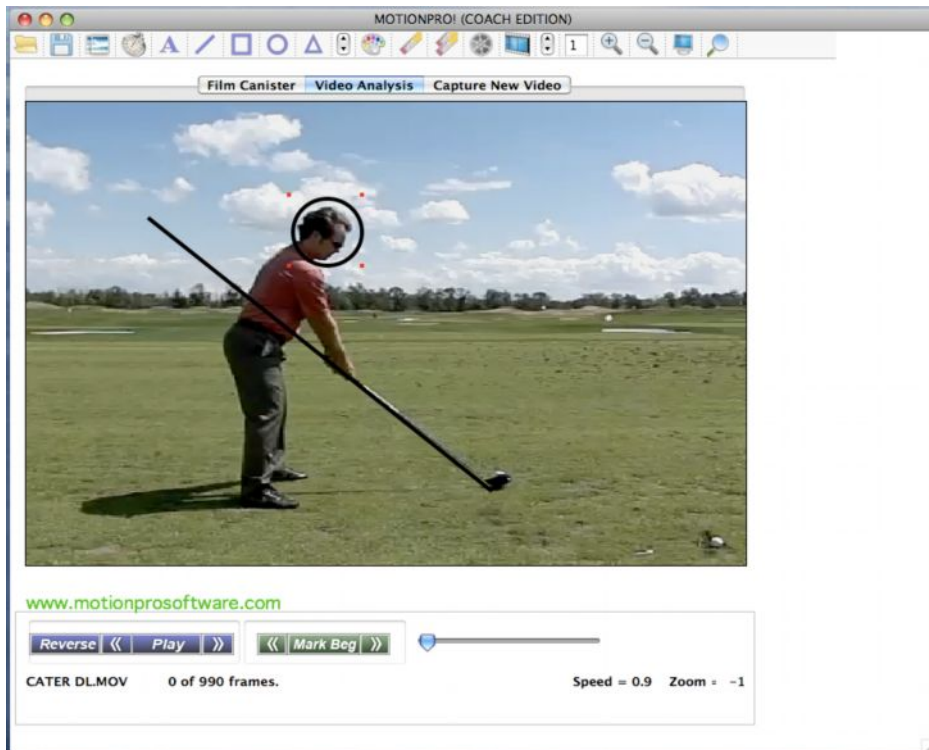 MOTIONPRO! (COACH EDITION)
A
1
Film Canister Video Analysis Capture New Video
www.motionprosoftware.com
Reverse « Play » « Mark Beg »
CATER DL.MOV 0 of 990 frames. Speed = 0.9 Zoom = -1